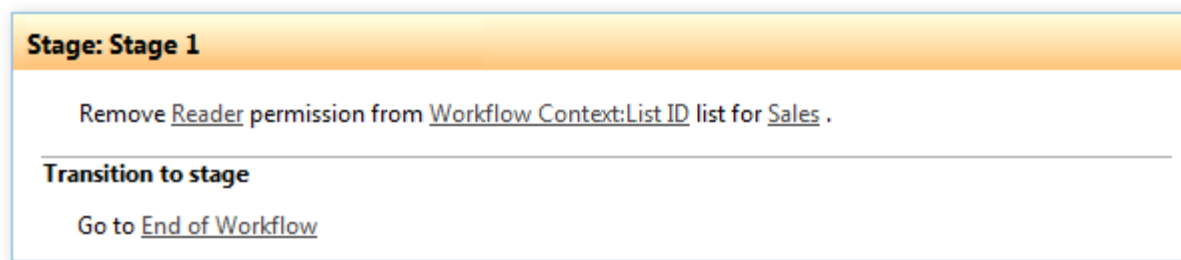 Stage: Stage 1
Remove Reader permission from Workflow Context:List ID list for Sales .
Transition to stage
Go to End of Workflow